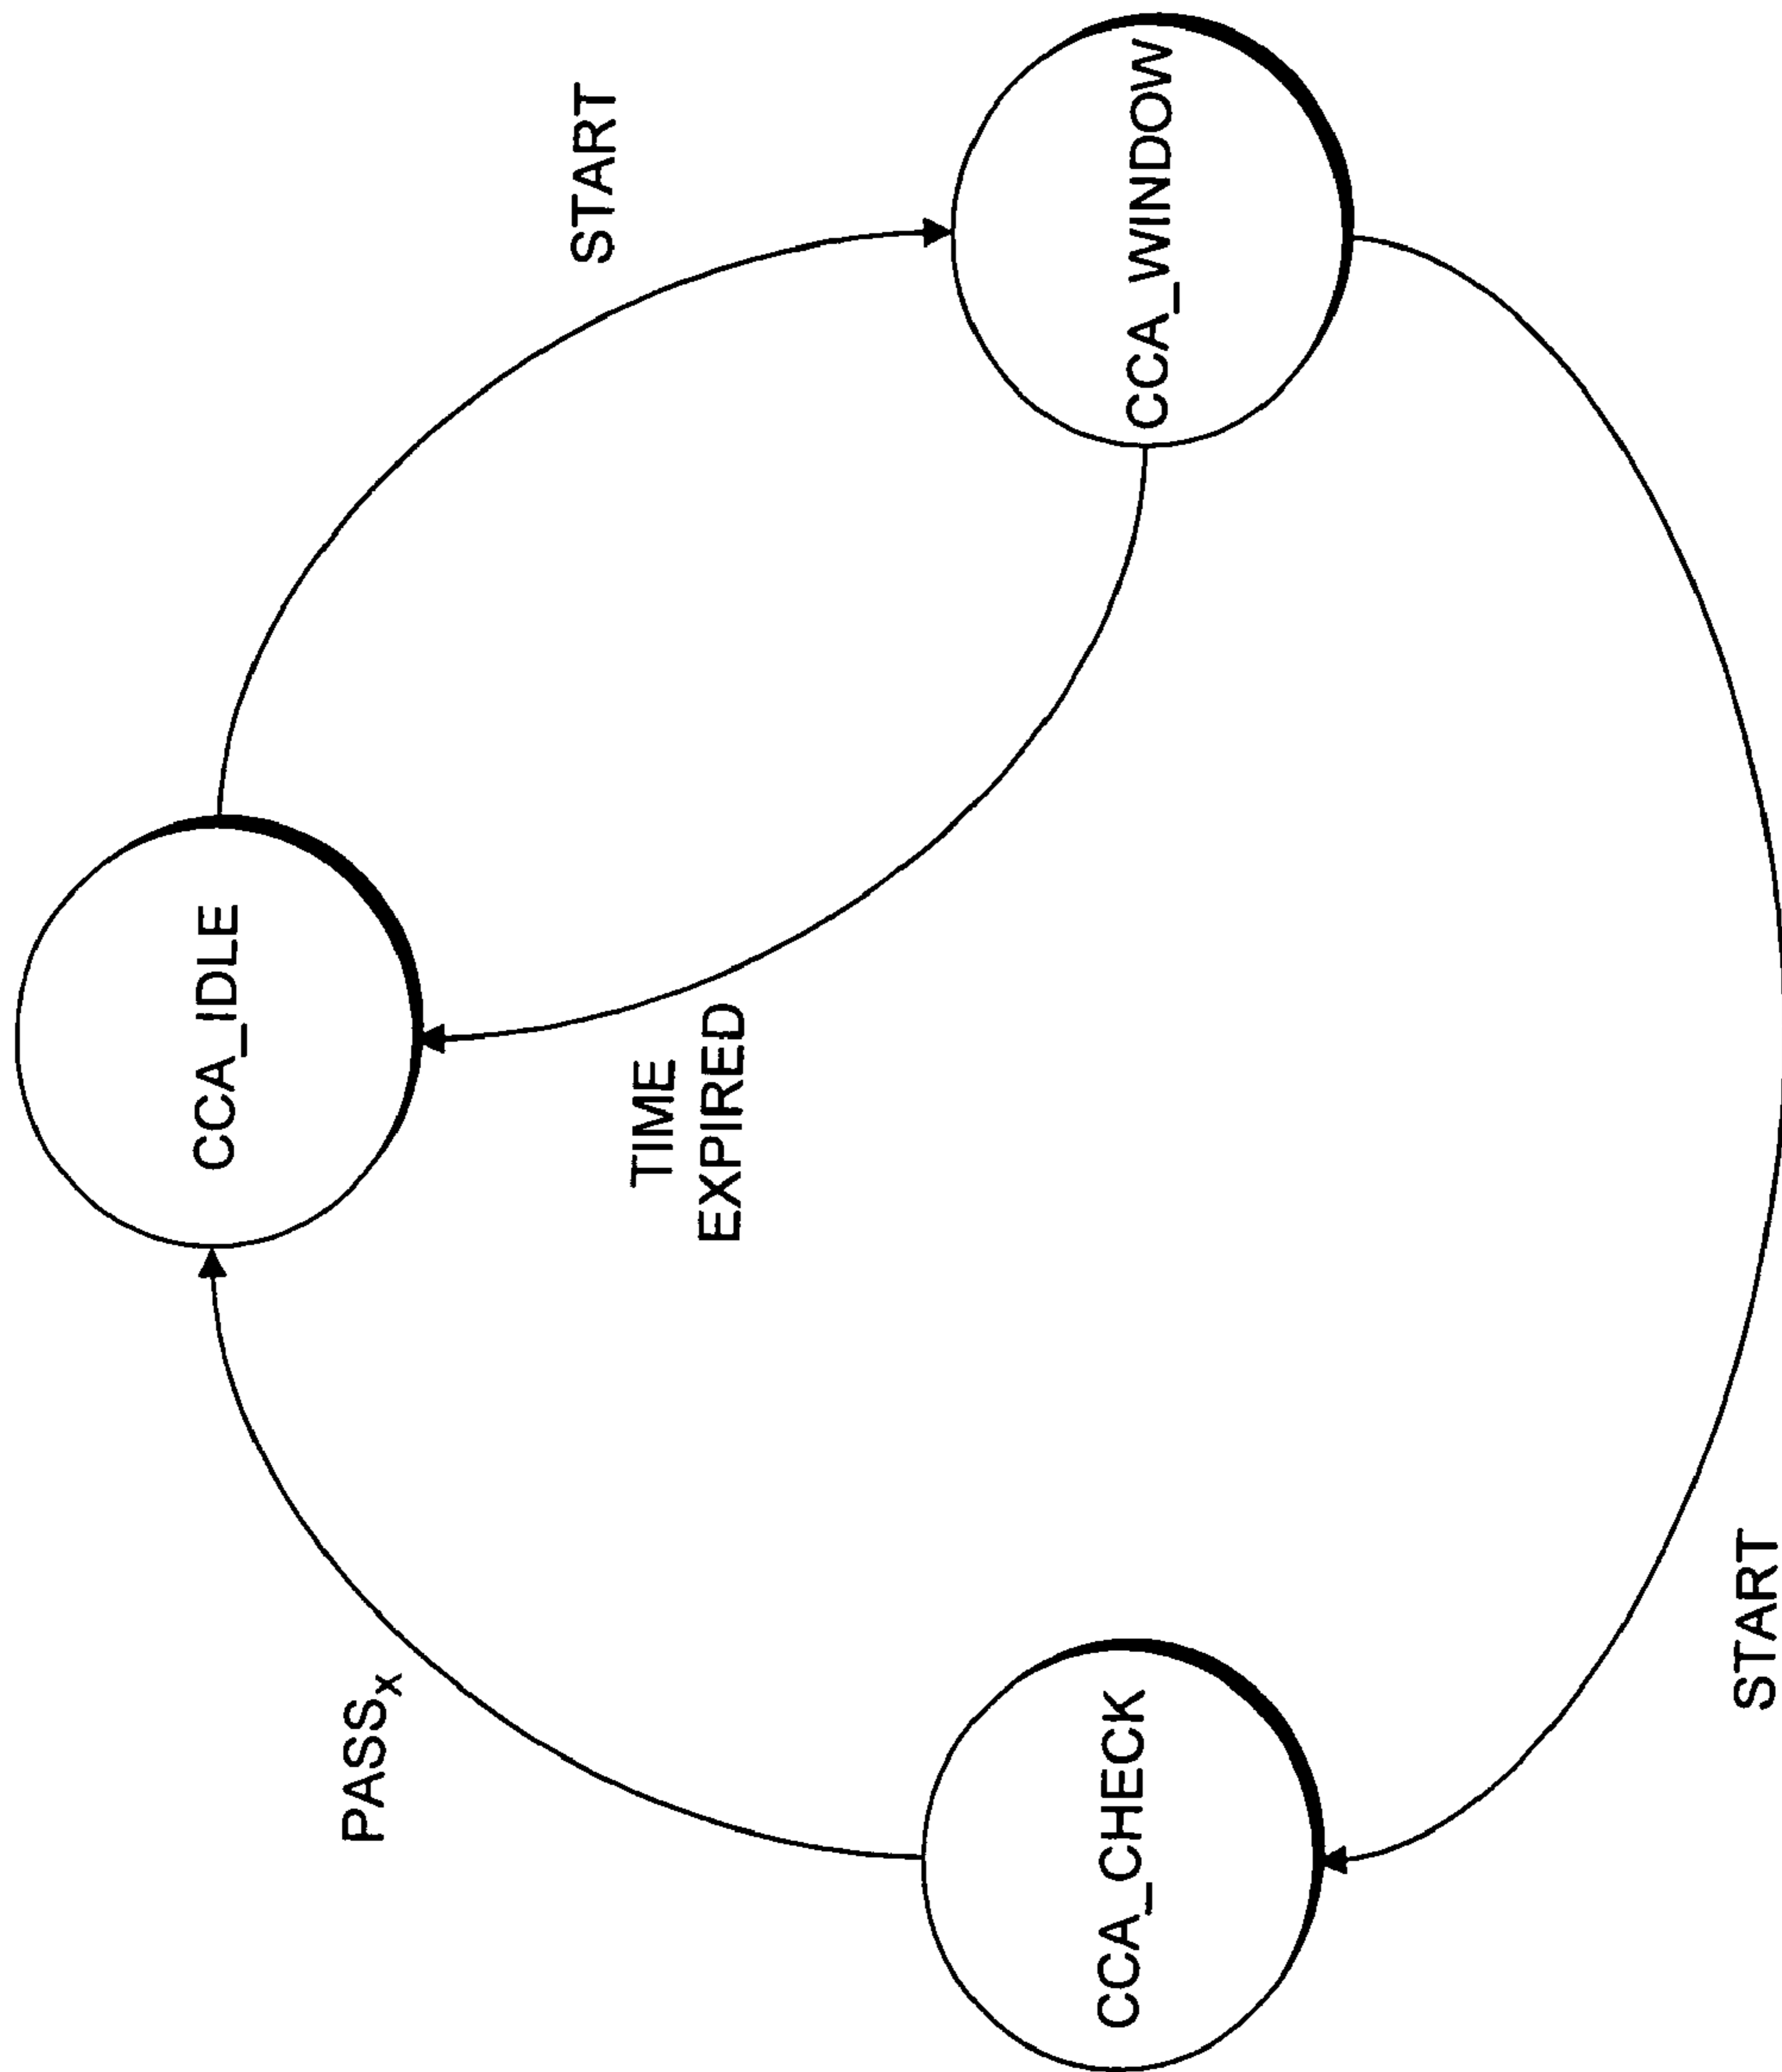 CCA_IDLE
PASSx
START
TIME
EXPIRED
CCA_CHECK
CCA_WINDOW
START